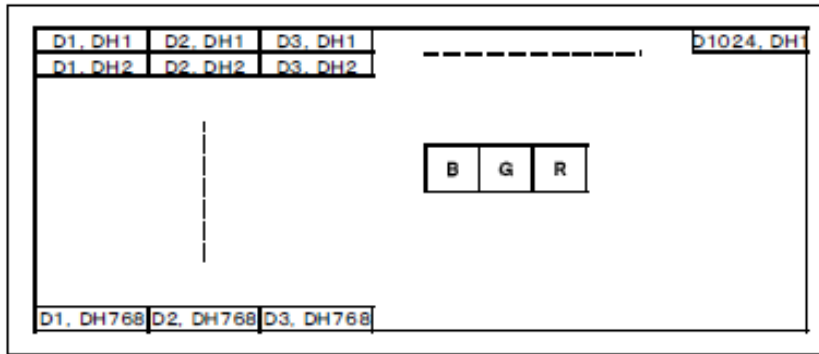 D1, DH1 D2, DH1 D3, DH1 D1024, DH1
D1, DH2 D2, DH2 D3, DH2
B G R
D1, DH768 D2, DH768 D3, DH768